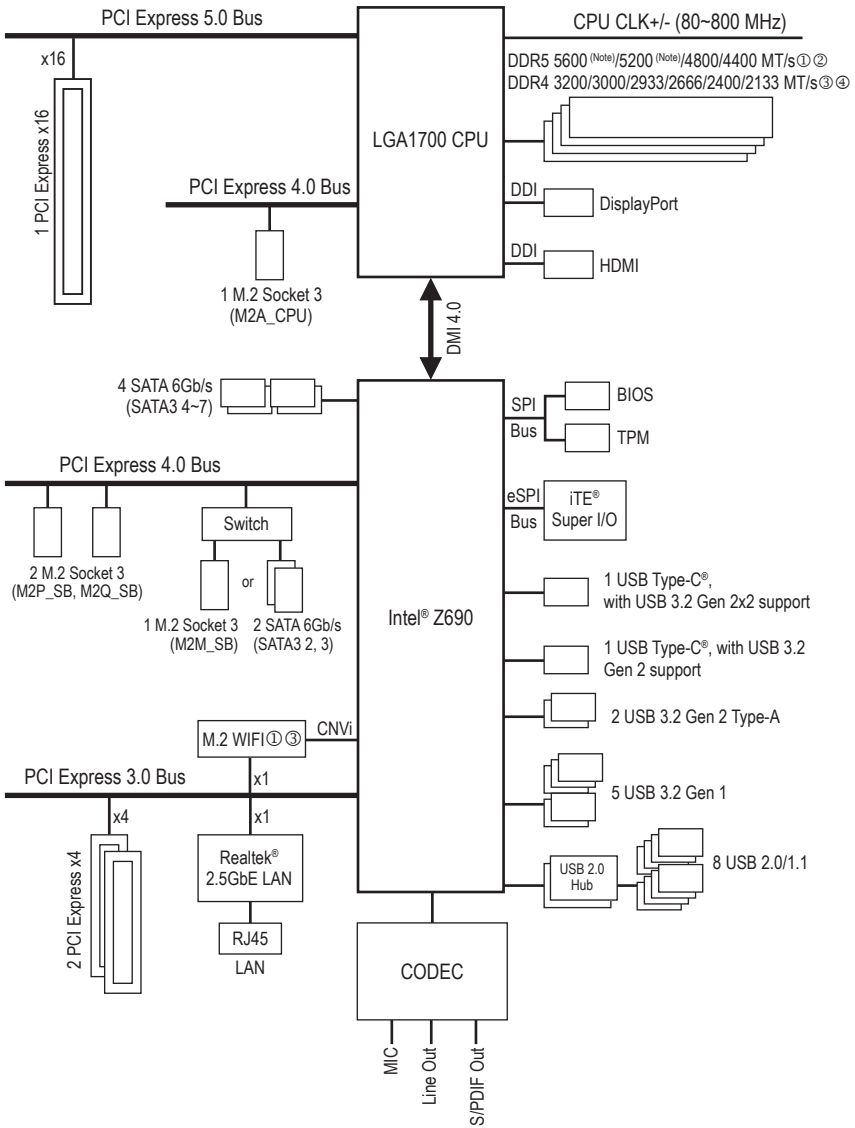 PCI Express 5.0 Bus
CPU CLK+/- (80~800 MHz)
x16
DDR5 5600 (Note)/5200 (Note)/4800/4400 MT/s①②
DDR4 3200/3000/2933/2666/2400/2133 MT/s③④
1 PCI Express x16
LGA1700 CPU
PCI Express 4.0 Bus
DDI
DisplayPort
DDI
HDMI
1 M.2 Socket 3
(M2A_CPU)
DMI 4.0
4 SATA 6Gb/s
(SATA3 4~7)
SPI
Bus
BIOS
TPM
PCI Express 4.0 Bus
eSPI
Bus
iTE®
Super I/O
Switch
2 M.2 Socket 3
(M2P_SB, M2Q_SB)
or
1 M.2 Socket 3
(M2M_SB)
2 SATA 6Gb/s
(SATA3 2, 3)
Intel® Z690
1 USB Type-C®,
with USB 3.2 Gen 2x2 support
1 USB Type-C®, with USB 3.2
Gen 2 support
2 USB 3.2 Gen 2 Type-A
M.2 WIFI①③
CNVi
PCI Express 3.0 Bus
x1
x4
x1
5 USB 3.2 Gen 1
2 PCI Express x4
Realtek®
2.5GbE LAN
USB 2.0
Hub
8 USB 2.0/1.1
RJ45
LAN
CODEC
MIC
Line Out
S/PDIF Out